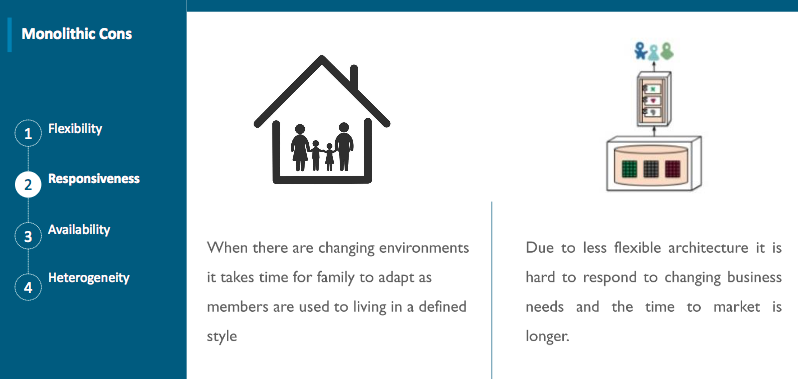 Monolithic Cons
1 Flexibility
2 Responsiveness
3 Availability
4 Heterogeneity
When there are changing environments
it takes time for family to adapt as
members are used to living in a defined
style
Due to less flexible architecture it is
hard to respond to changing business
needs and the time to market is
longer.